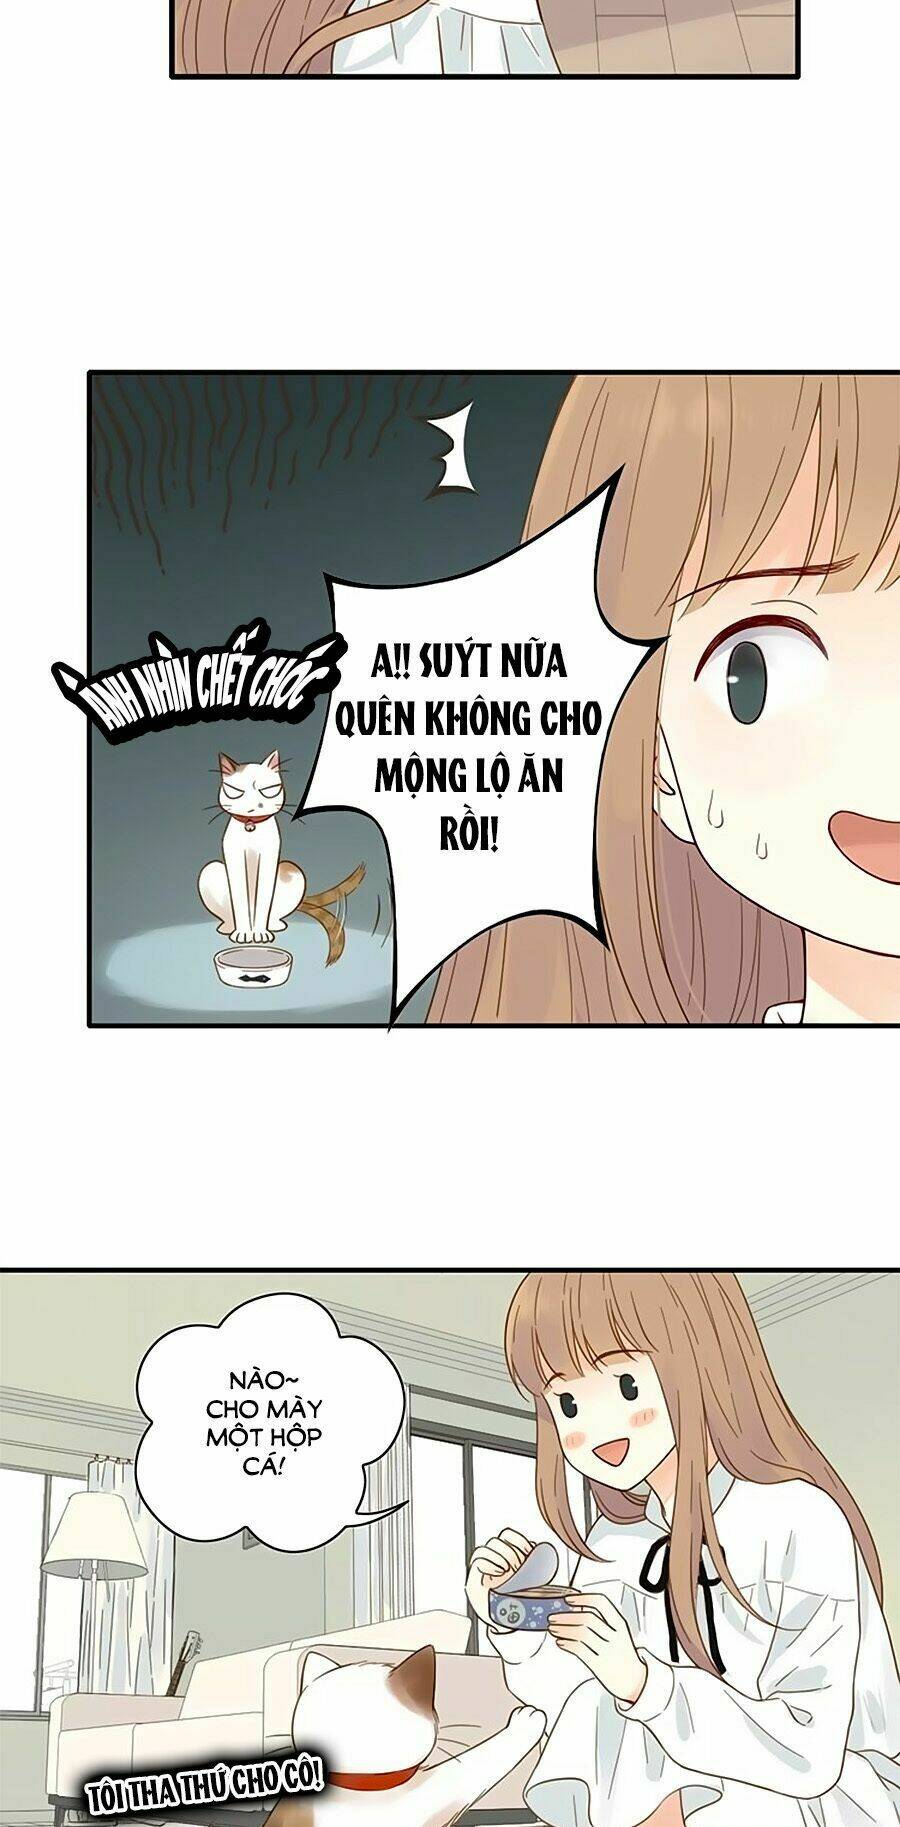 ÁNH NHÌN CHẾT CHÓC
A!! SUÝT NỮA
QUÊN KHÔNG CHO
MỘNG LỘ ĂN
RỒI!
NÀO~
CHO MÀY
MỘT HỘP
CÁ!
TÔI THA THỨ CHO CÔ!